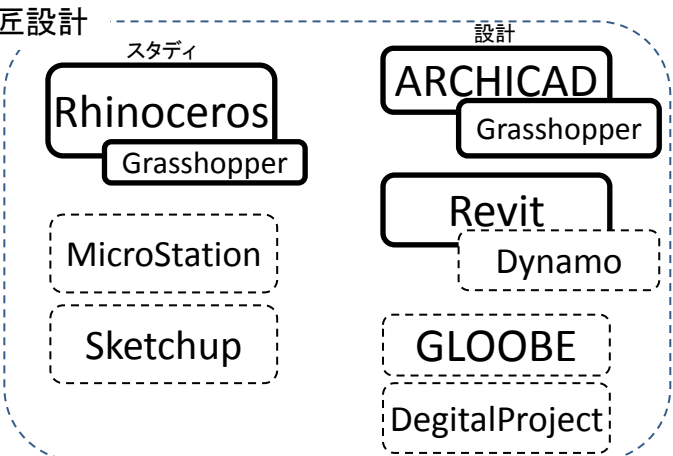 匠設計
スタディ
Rhinoceros
Grasshopper
MicroStation
Sketchup
設計
ARCHICAD
Grasshopper
Revit
Dynamo
GLOOBE
DegitalProject